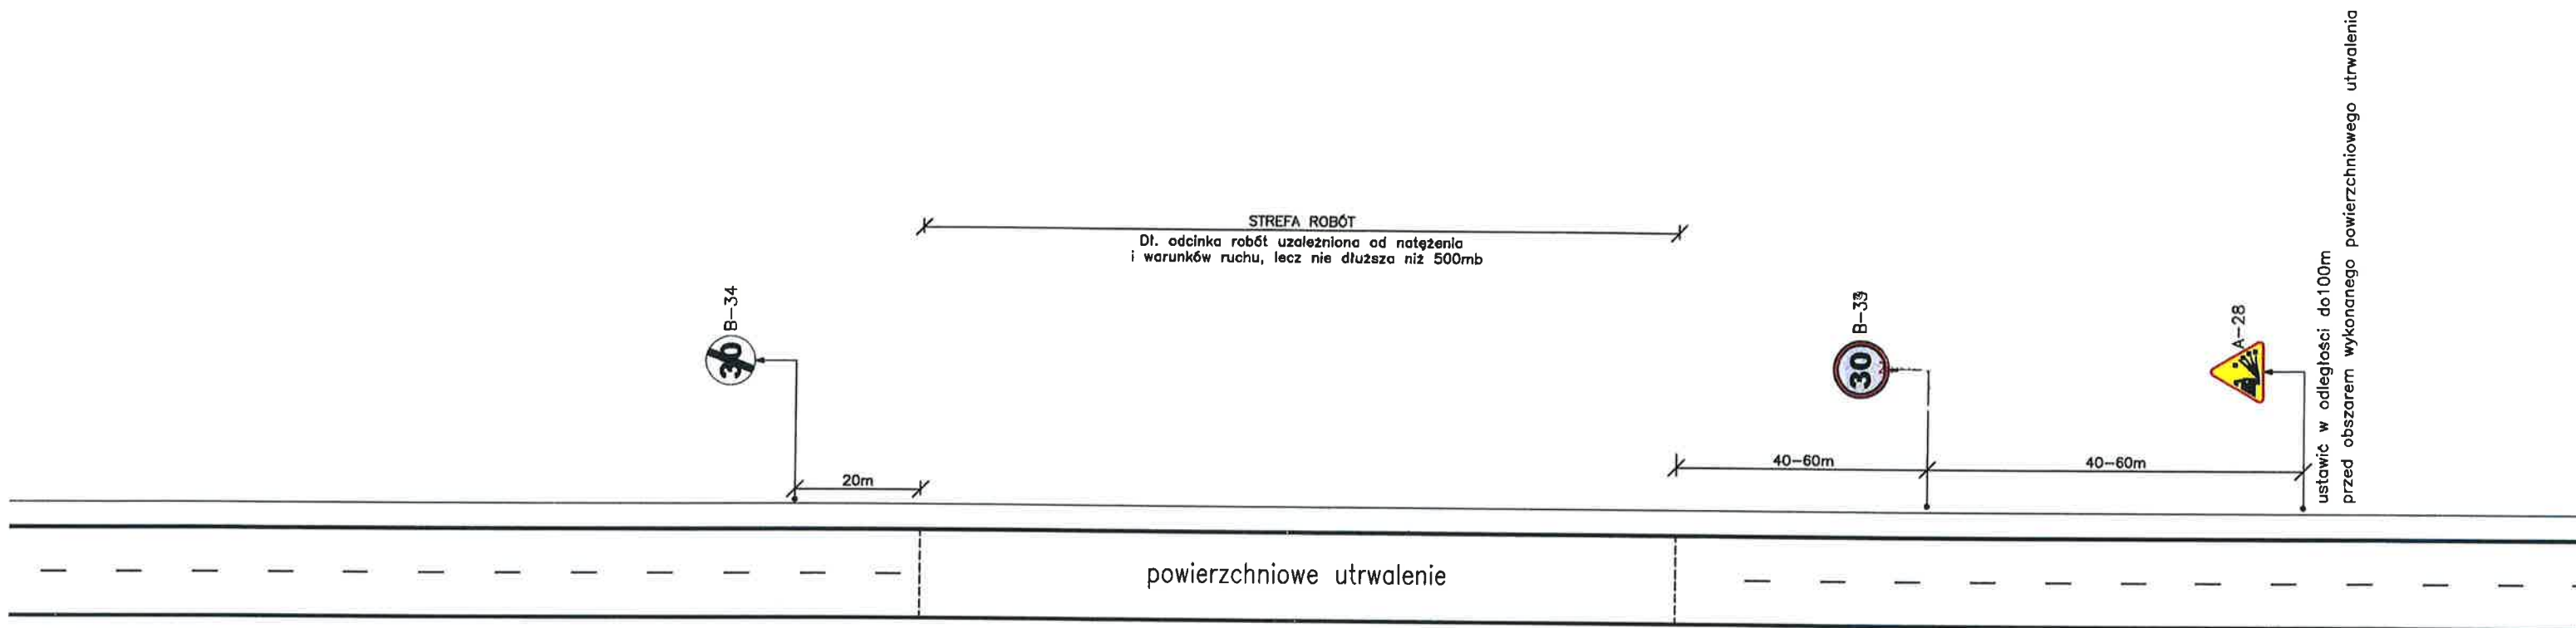 STREFA ROBÓT
Dł. odcinka robót uzależniona od natężenia
i warunków ruchu, lecz nie dłuższa niż 500mb
B-34
30
B-33
30
A-28
ustawić w odległości do100m
przed obszarem wykonanego powierzchniowego utrwalenia
20m
40-60m
40-60m
powierzchniowe utrwalenie